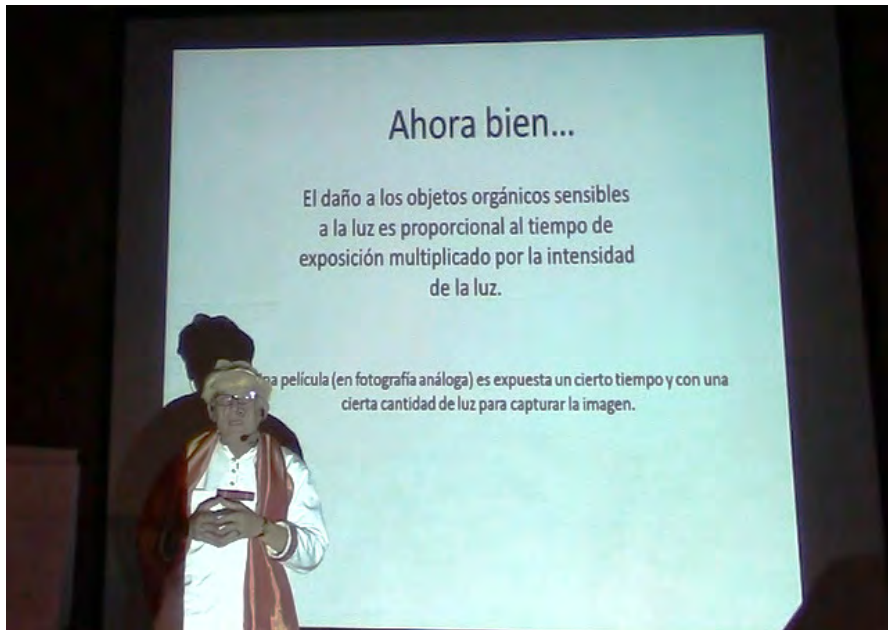 Ahora bien...
El daño a los objetos orgánicos sensibles
a la luz es proporcional al tiempo de
exposición multiplicado por la intensidad
de la luz.
película (en fotografía análoga) es expuesta un cierto tiempo y con una
cierta cantidad de luz para capturar la imagen.